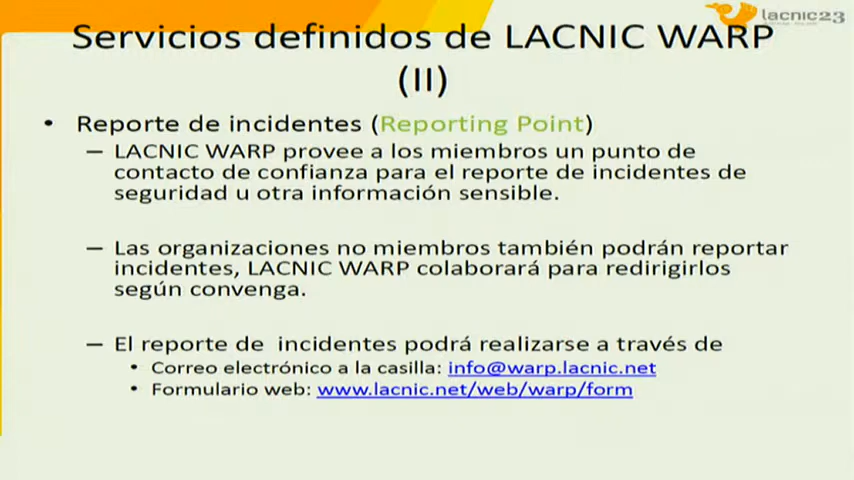 lacnic23
Servicios definidos de LACNIC WARP
(II)
• Reporte de incidentes (Reporting Point)
– LACNIC WARP provee a los miembros un punto de
contacto de confianza para el reporte de incidentes de
seguridad u otra información sensible.
– Las organizaciones no miembros también podrán reportar
incidentes, LACNIC WARP colaborará para redirigirlos
según convenga.
– El reporte de incidentes podrá realizarse a través de
• Correo electrónico a la casilla: info@warp.lacnic.net
• Formulario web: www.lacnic.net/web/warp/form